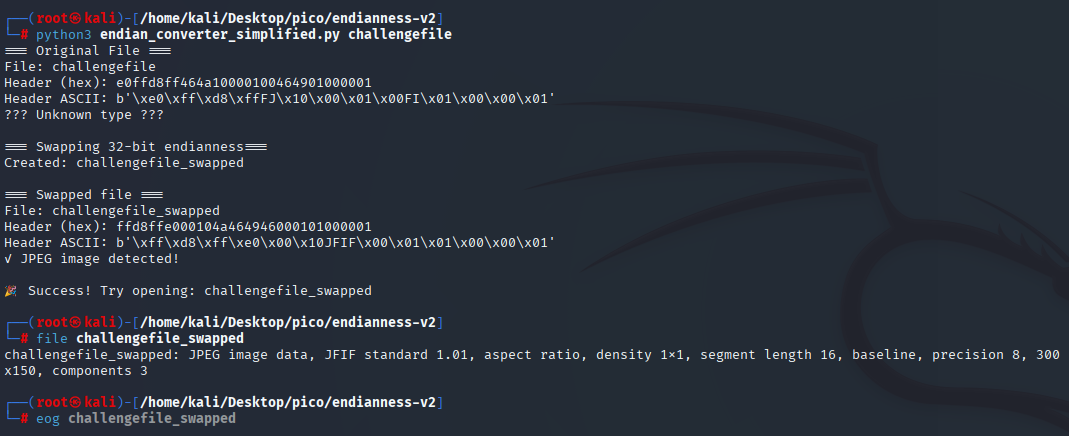 ┌──(root㉿kali)-[/home/kali/Desktop/pico/endianness-v2]
└─# python3 endian_converter_simplified.py challengefile
=== Original File ===
File: challengefile
Header (hex): e0ffd8ff464a10000100464901000001
Header ASCII: b'\xe0\xff\xd8\xffFJ\x10\x00\x01\x00FI\x01\x00\x00\x01'
??? Unknown type ???
=== Swapping 32-bit endianness===
Created: challengefile_swapped
=== Swapped file ===
File: challengefile_swapped
Header (hex): ffd8ffe000104a464946000101000001
Header ASCII: b'\xff\xd8\xff\xe0\x00\x10JFIF\x00\x01\x01\x00\x00\x01'
√ JPEG image detected!
🎉 Success! Try opening: challengefile_swapped
┌──(root㉿kali)-[/home/kali/Desktop/pico/endianness-v2]
└─# file challengefile_swapped
challengefile_swapped: JPEG image data, JFIF standard 1.01, aspect ratio, density 1×1, segment length 16, baseline, precision 8, 300
x150, components 3
┌──(root㉿kali)-[/home/kali/Desktop/pico/endianness-v2]
└─# eog challengefile_swapped